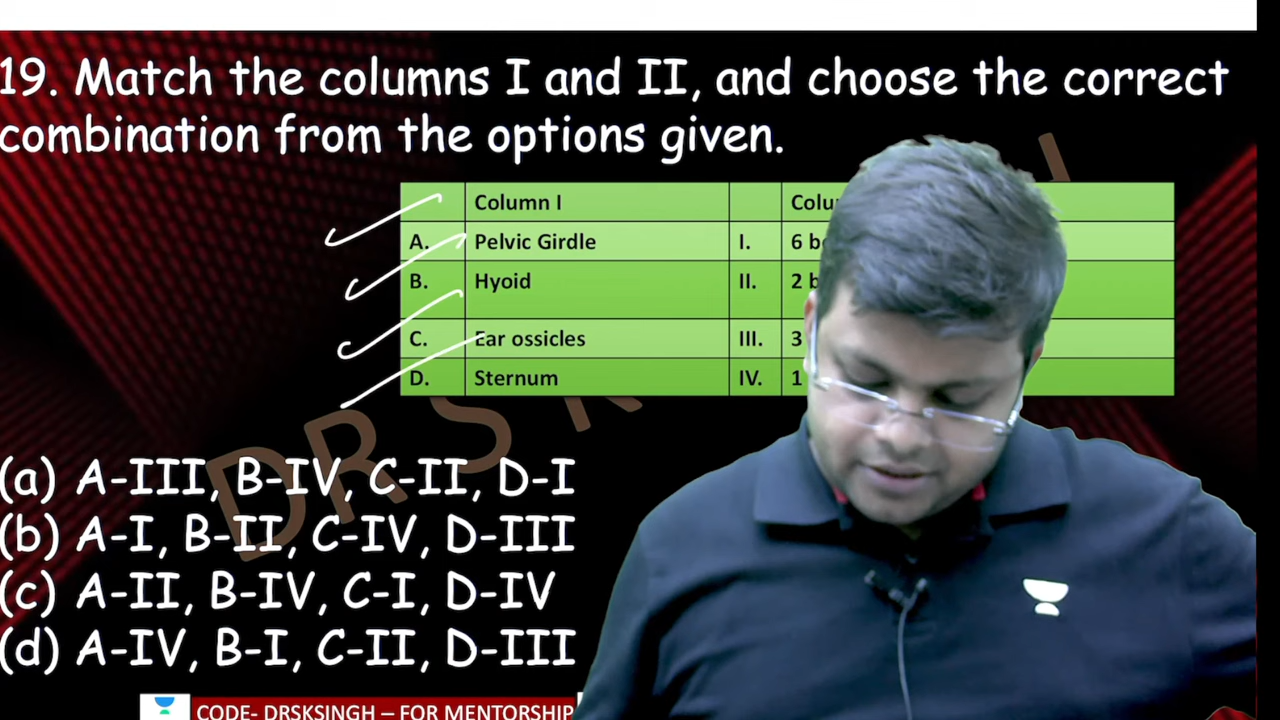 19. Match the columns I and II, and choose the correct
combination from the options given.
Column I
A. Pelvic Girdle I. 6
B. Hyoid II. 2
C. Ear ossicles III. 3
D. Sternum IV. 1
DR S
(a) A-III, B-IV, C-II, D-I
(b) A-I, B-II, C-IV, D-III
(c) A-II, B-IV, C-I, D-IV
(d) A-IV, B-I, C-II, D-III
CODE- DRSKSINGH – FOR MENTORSHIP